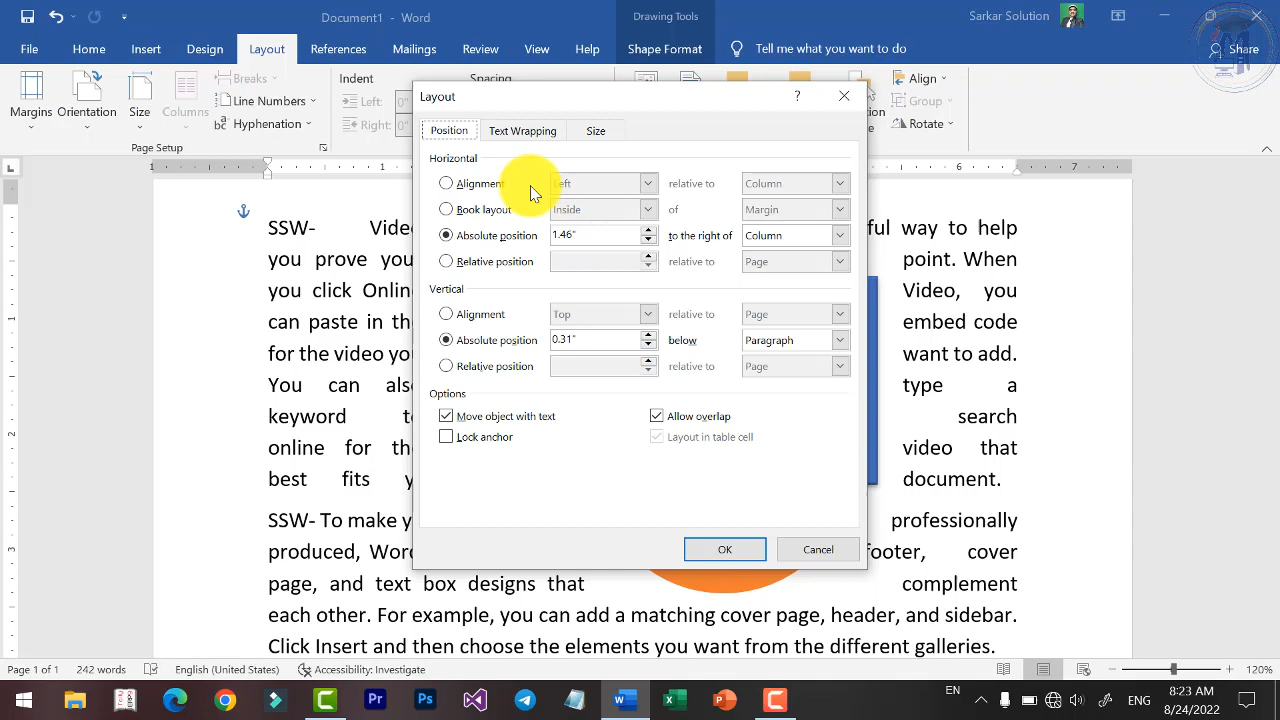 Document1 - Word
Drawing Tools
Sarkar Solution
File
Home
Insert
Design
Layout
References
Mailings
Review
View
Help
Shape Format
Tell me what you want to do
Share
Margins
Orientation
Size
Columns
Breaks
Line Numbers
Hyphenation
Page Setup
Indent
Left:
0"
Right:
0"
Spacing
Align
Group
Rotate
Layout
?
Position
Text Wrapping
Size
Horizontal
Alignment
Left
relative to
Column
Book layout
Inside
of
Margin
Absolute position
1.46"
to the right of
Column
Relative position
relative to
Page
Vertical
Alignment
Top
relative to
Page
Absolute position
0.31"
below
Paragraph
Relative position
relative to
Page
Options
Move object with text
Allow overlap
Lock anchor
Layout in table cell
OK
Cancel
1
6
7
SSW- ful way to help
you prove point. When
you click Video, you
can paste in embed code
for the video want to add.
You can type a
keyword search
online for video that
best fits document.
SSW- To make professionally
produced, footer, cover
page, and text box designs that complement
each other. For example, you can add a matching cover page, header, and sidebar.
Click Insert and then choose the elements you want from the different galleries.
1
2
3
Page 1 of 1
242 words
English (United States)
Accessibility: Investigate
120%
EN
ENG
8:23 AM
8/24/2022